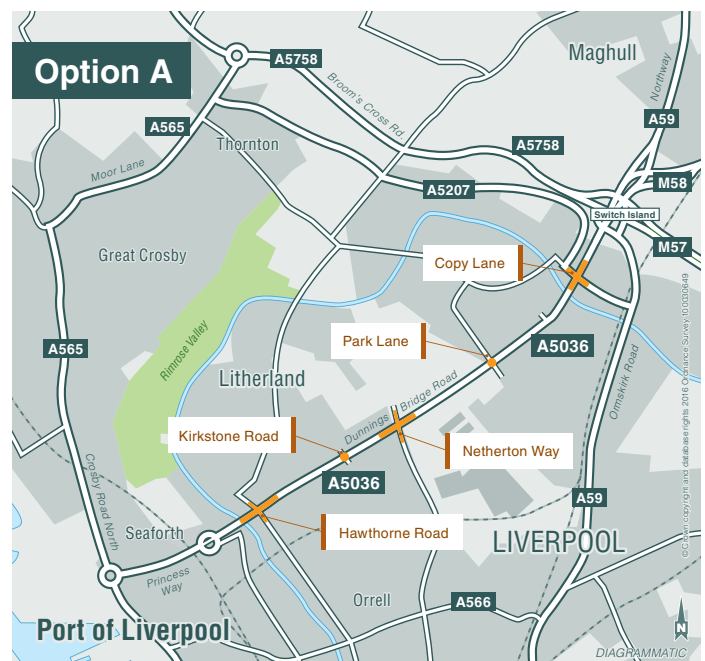 Option A
Maghull
A5758
Northway
Broom's Cross Rd.
A59
A565
Thornton
A5758
Moor Lane
A5207
M58
Switch Island
M57
Great Crosby
Copy Lane
Rimrose Valley
A565
Park Lane
A5036
Litherland
Ormskirk Road
Dunnings Bridge Road
Kirkstone Road
Netherton Way
A5036
Crosby Road North
A59
Seaforth
Hawthorne Road
LIVERPOOL
Princess
Way
Orrell
A566
Port of Liverpool
N
DIAGRAMMATIC
© Crown copyright and database rights 2016 Ordnance Survey 100030649